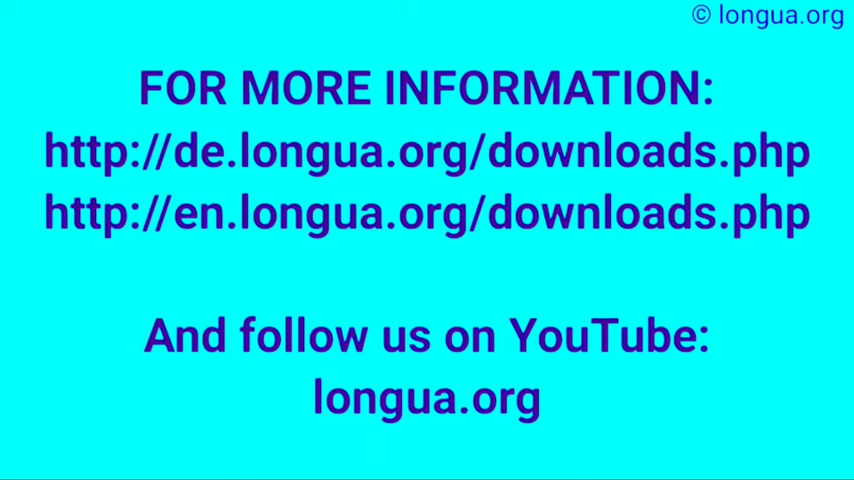 © longua.org
FOR MORE INFORMATION:
http://de.longua.org/downloads.php
http://en.longua.org/downloads.php
And follow us on YouTube:
longua.org